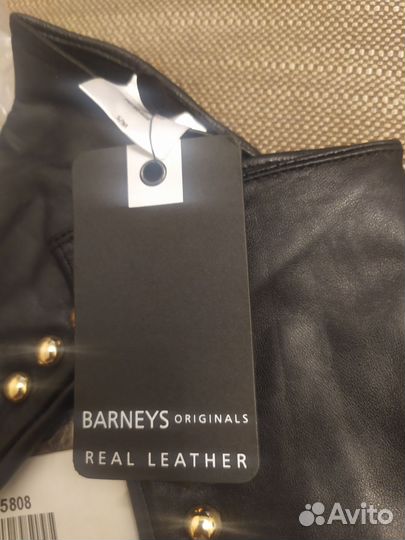 BARNEYS ORIGINALS
REAL LEATHER
5808
Avito